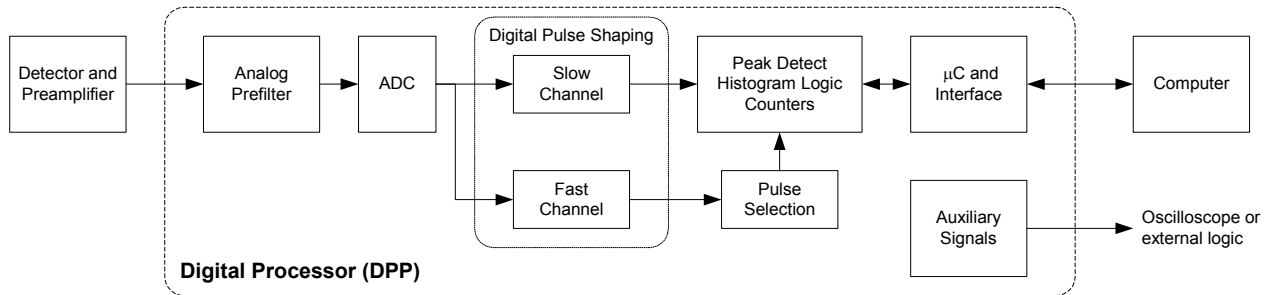 Digital Pulse Shaping
Detector and
Preamplifier
Analog
Prefilter
ADC
Slow
Channel
Peak Detect
Histogram Logic
Counters
μC and
Interface
Computer
Fast
Channel
Pulse
Selection
Auxiliary
Signals
Oscilloscope or
external logic
Digital Processor (DPP)